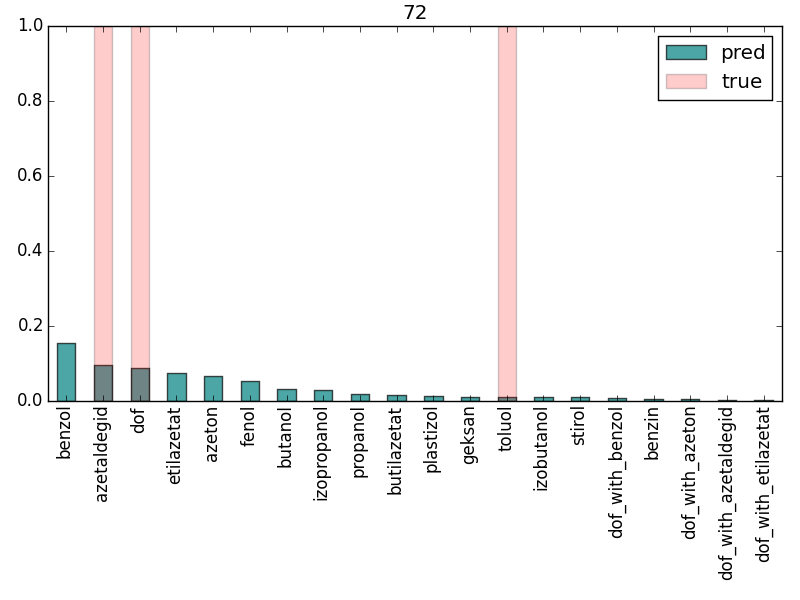 72
1.0
0.8
0.6
0.4
0.2
0.0
pred
true
benzol
azetaldegid
dof
etilazetat
azeton
fenol
butanol
izopropanol
propanol
butilazetat
plastizol
geksan
toluol
izobutanol
stirol
dof_with_benzol
benzin
dof_with_azeton
dof_with_azetaldegid
dof_with_etilazetat